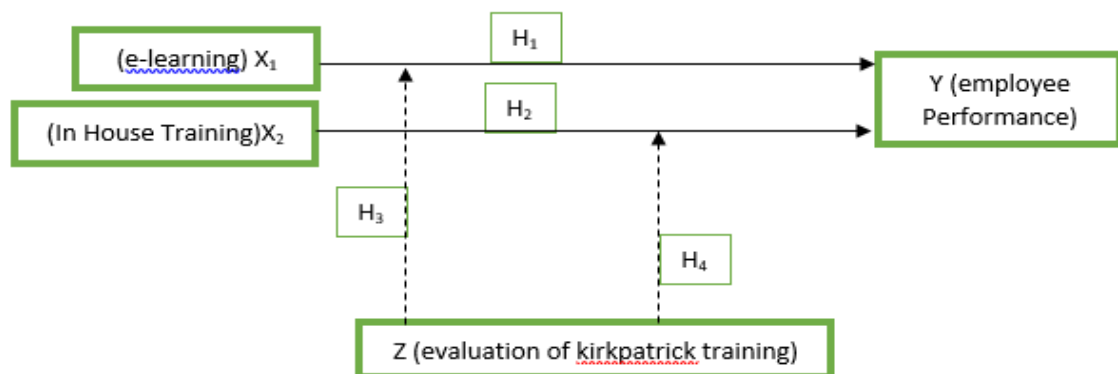 H₁
(e-learning) X₁
Y (employee
Performance)
H₂
(In House Training)X₂
H₃
H₄
Z (evaluation of kirkpatrick training)